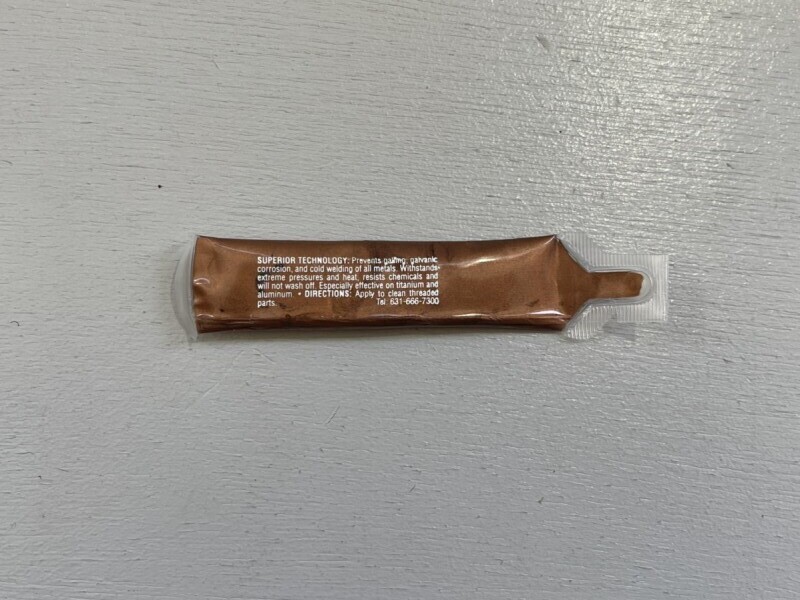 SUPERIOR TECHNOLOGY: Prevents galling, galvanic
corrosion, and cold welding of all metals. Withstands
extreme pressures and heat, resists chemicals and
will not wash off. Especially effective on titanium and
aluminum. • DIRECTIONS: Apply to clean threaded
parts. Tel 631-666-7300